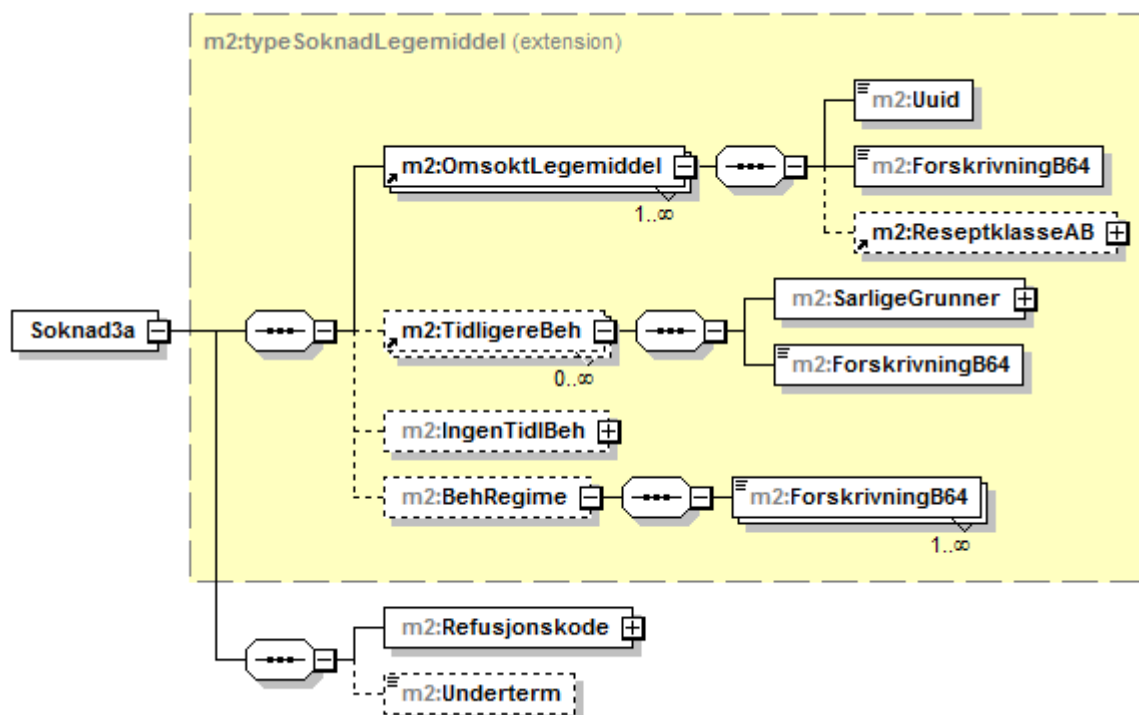 m2:typeSoknadLegemiddel (extension)
m2:Uuid
m2:OmsoktLegemiddel
1..∞
m2:ForskrivningB64
m2:ReseptklasseAB
Soknad3a
m2:TidligereBeh
0..∞
m2:SarligeGrunner
m2:ForskrivningB64
m2:IngenTidlBeh
m2:BehRegime
m2:ForskrivningB64
1..∞
m2:Refusjonskode
m2:Underterm